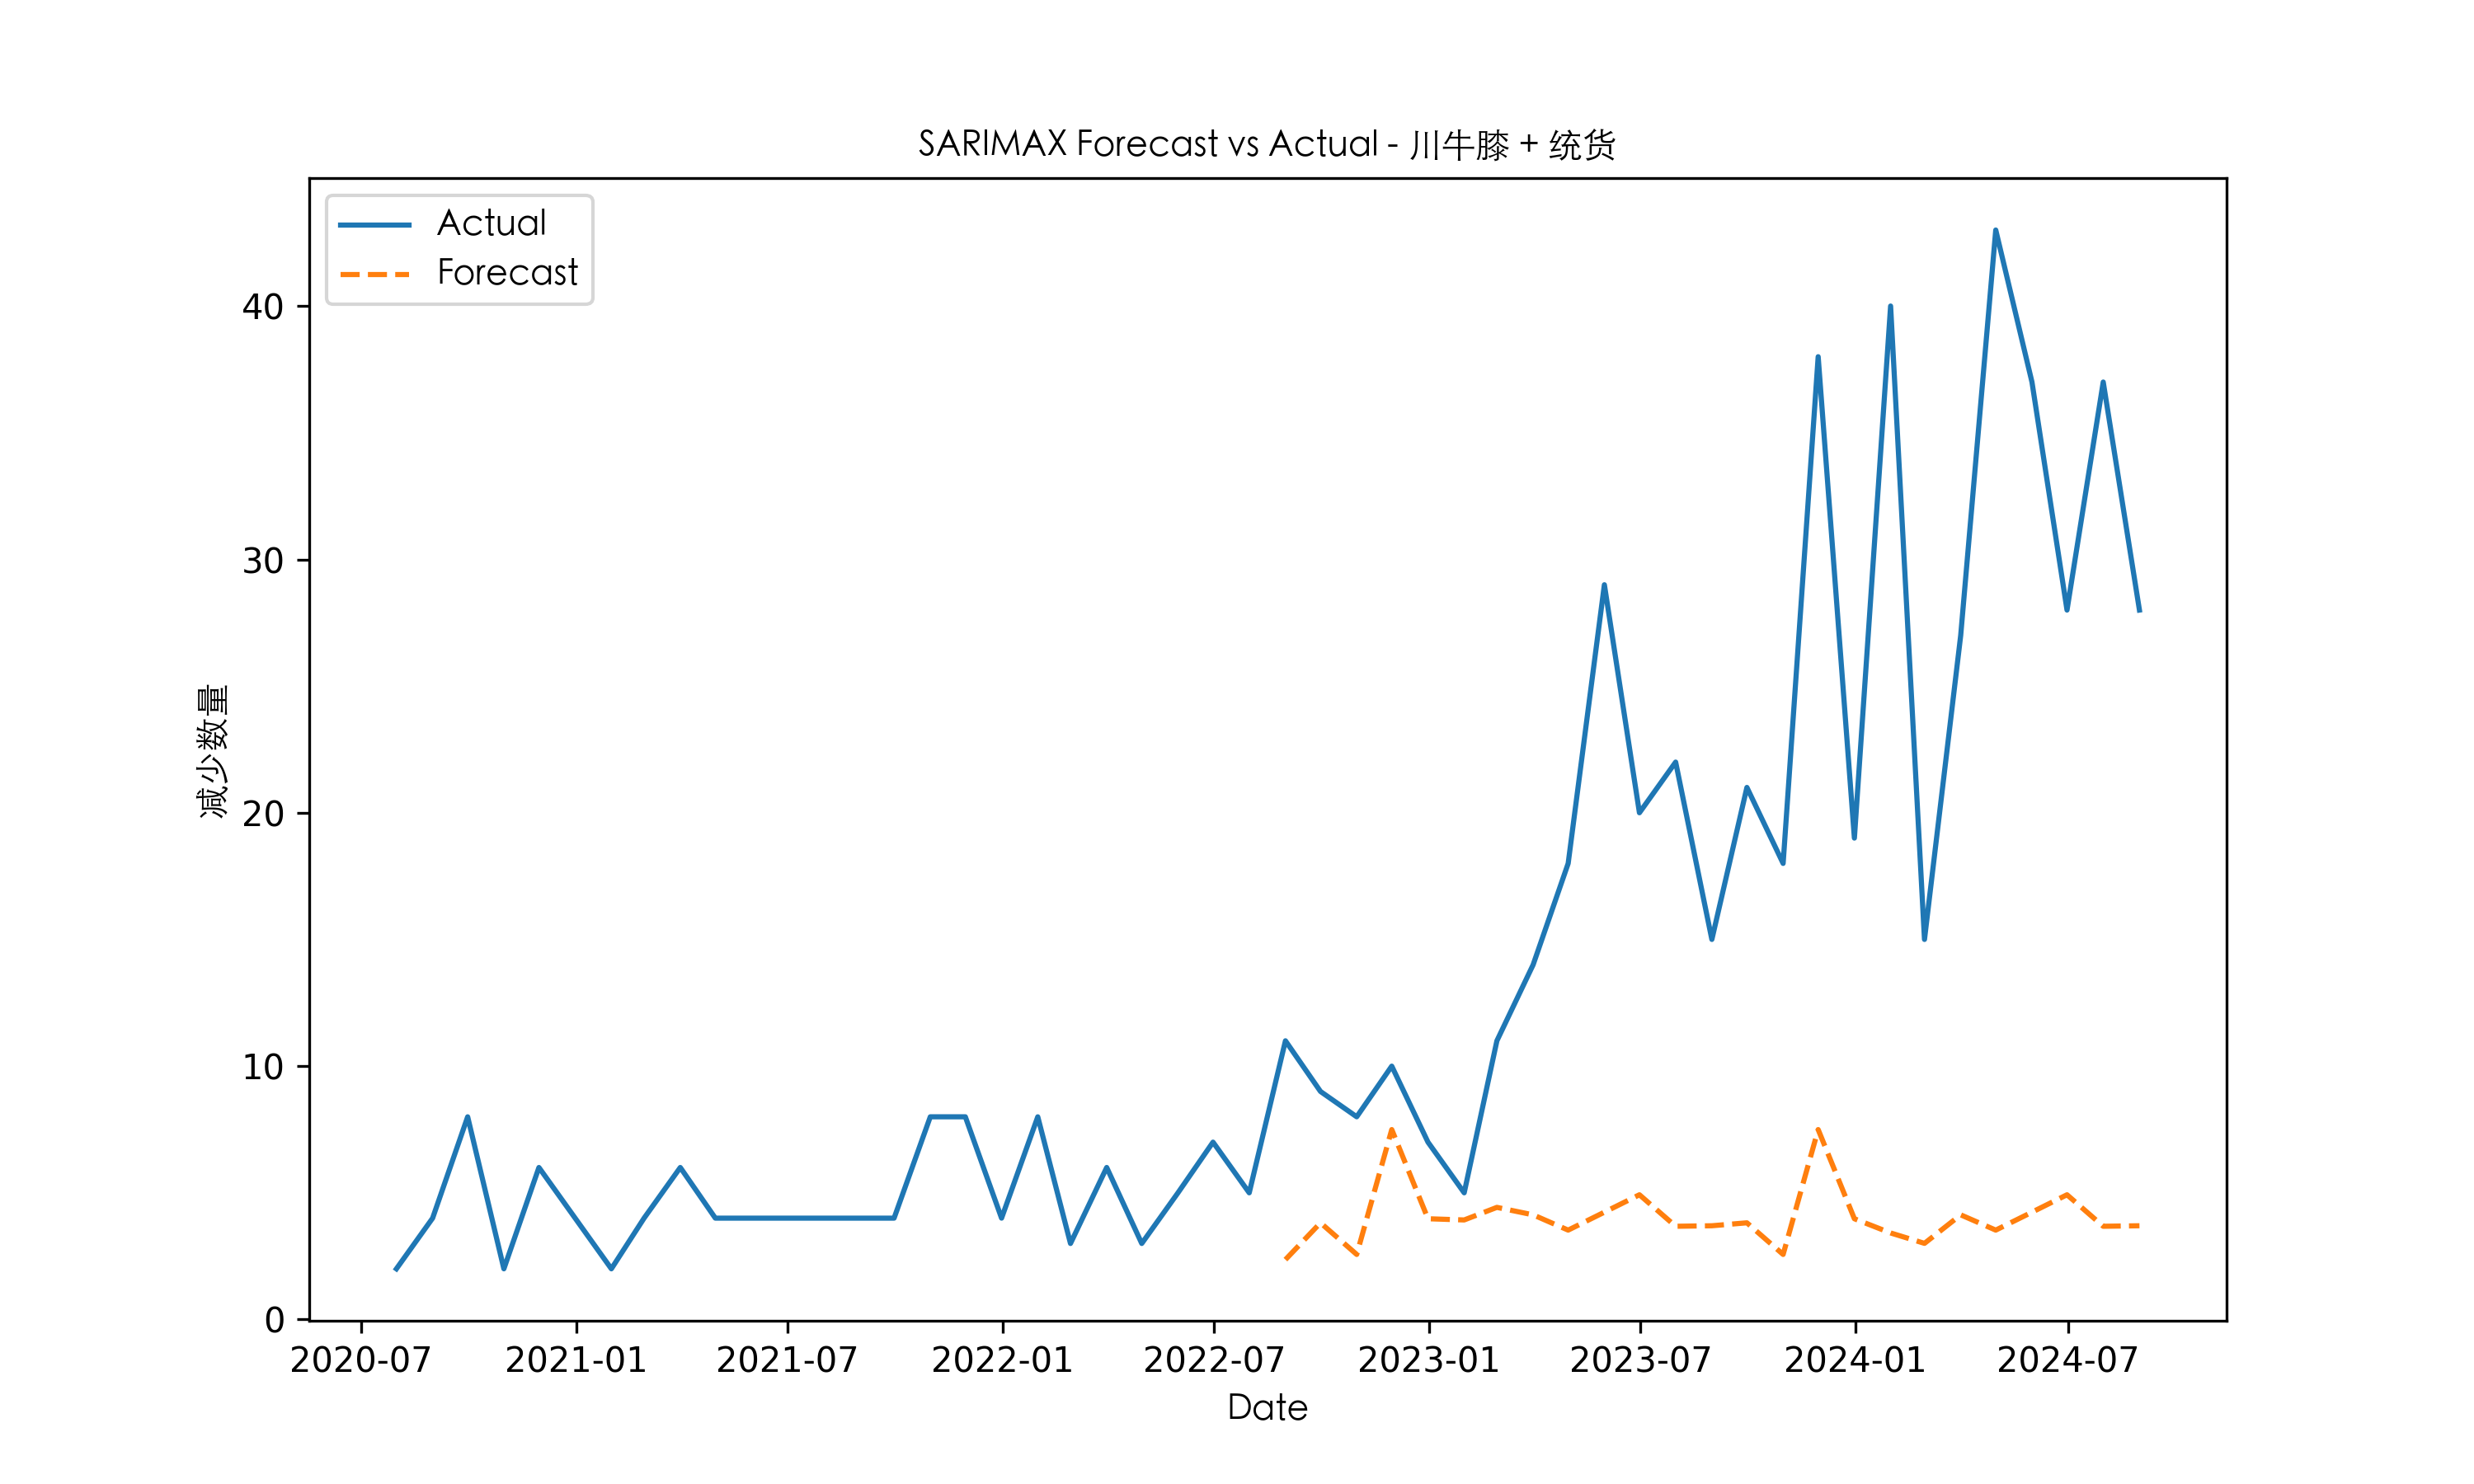 SARIMAX Forecast vs Actual - 川牛膝 + 统货
Actual
Forecast
减少数量
40
30
20
10
0
2020-07 2021-01 2021-07 2022-01 2022-07 2023-01 2023-07 2024-01 2024-07
Date